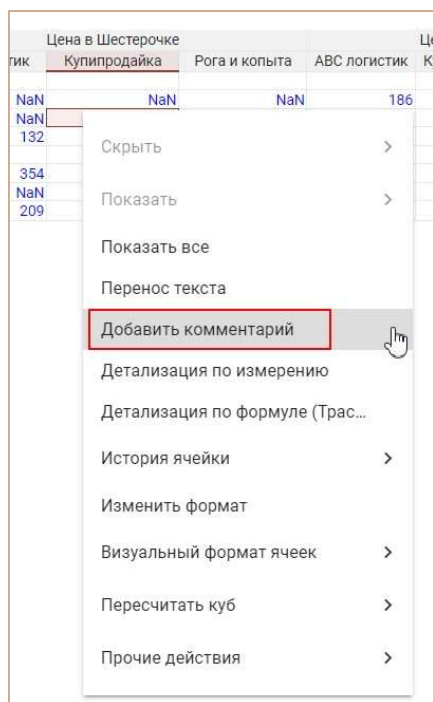 Цена в Шестерочке
Купипродайка Рога и копыта АВС логистик
NaN NaN NaN 186
NaN
132
354
NaN
209
Скрыть
Показать
Показать все
Перенос текста
Добавить комментарий
Детализация по измерению
Детализация по формуле (Трас...
История ячейки
Изменить формат
Визуальный формат ячеек
Пересчитать куб
Прочие действия